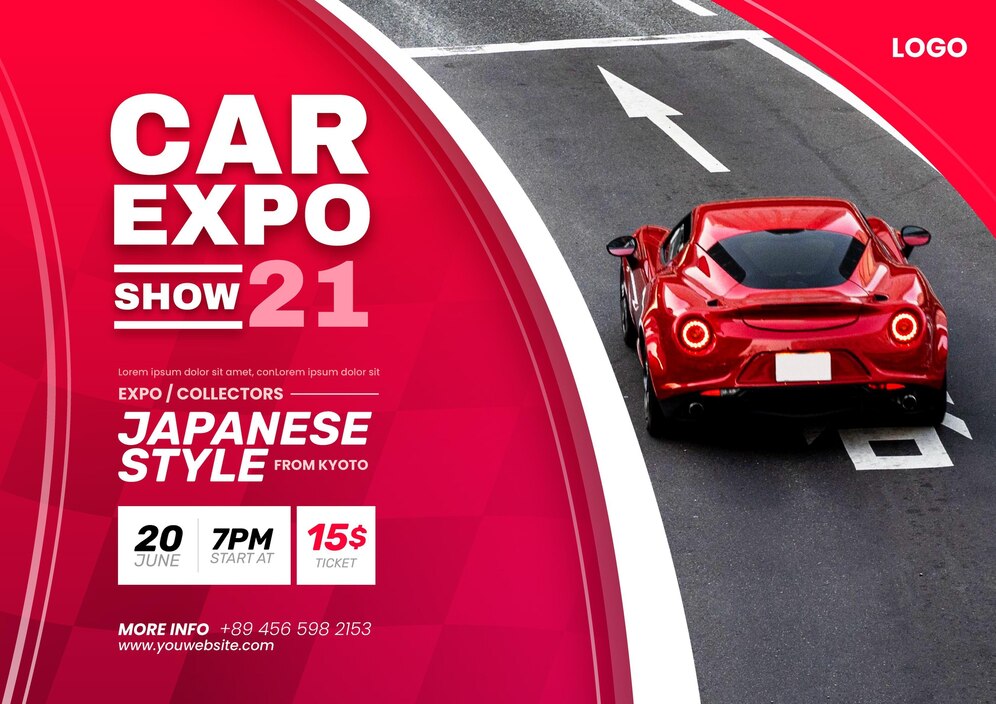 LOGO
CAR
EXPO
SHOW 21
Lorem ipsum dolor sit amet, conLorem ipsum dolor sit
EXPO / COLLECTORS
JAPANESE
STYLE FROM KYOTO
20 7PM 15$
JUNE START AT TICKET
MORE INFO +89 456 598 2153
www.youwebsite.com